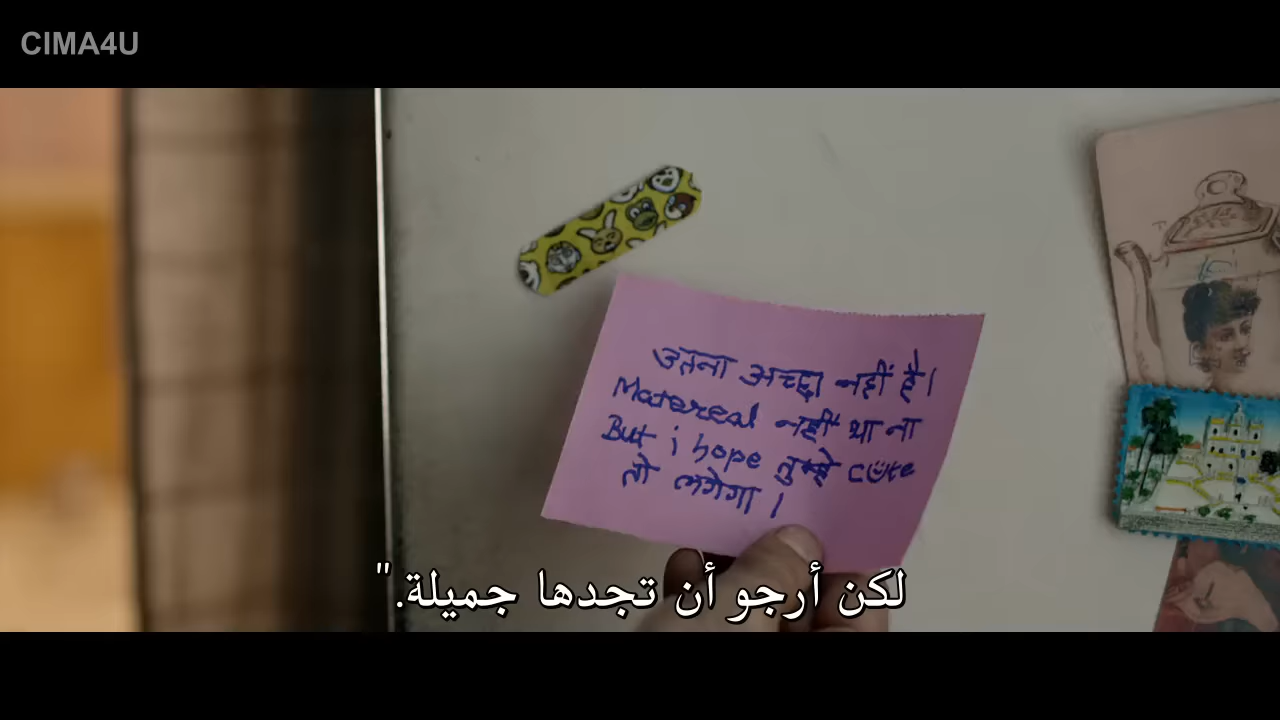 CIMA4U
उतना अच्छा नहीं है।
Matereal नहीं था ना
But i hope तुम्हे cute
तो लगेगा।
لكن أرجو أن تجدها جميلة."